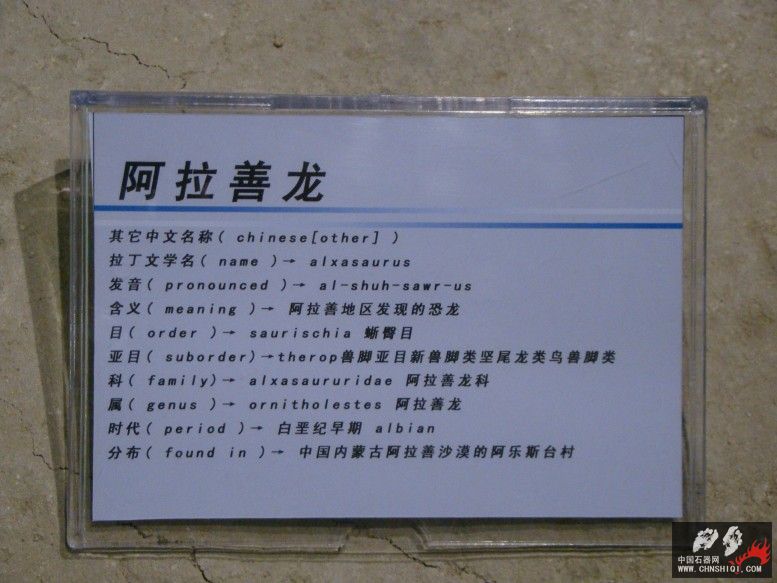 阿拉善龙
其它中文名称( chinese[other] )
拉丁文学名( name )→ alxasaurus
发音( pronounced )→ al-shuh-sawr-us
含义( meaning )→ 阿拉善地区发现的恐龙
目( order )→ saurischia 蜥臀目
亚目( suborder)→therop兽脚亚目新兽脚类坚尾龙类鸟兽脚类
科( family)→ alxasaururidae 阿拉善龙科
属( genus )→ ornitholestes 阿拉善龙
时代( period )→ 白垩纪早期 albian
分布( found in )→ 中国内蒙古阿拉善沙漠的阿乐斯台村
中国石器网
WWW.CHNSHIQI.COM